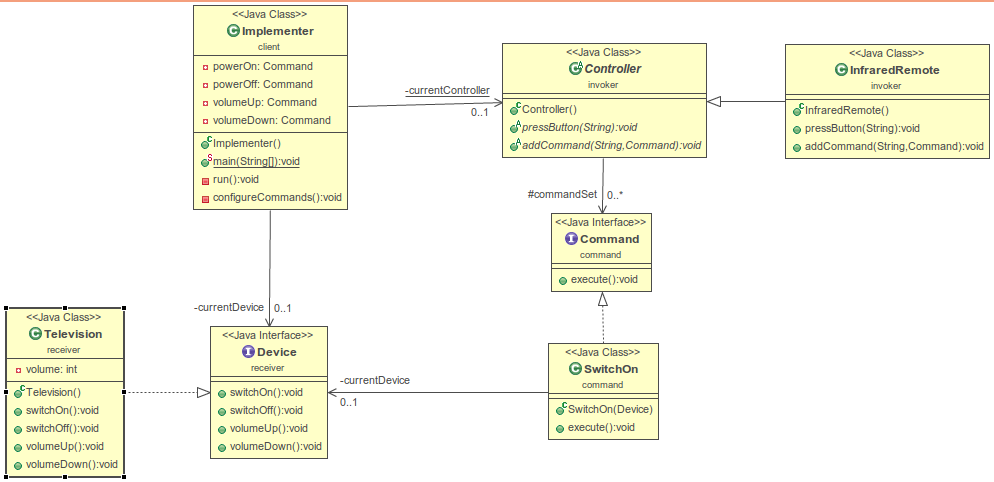 <<Java Class>>
Implementer
client
powerOn: Command
powerOff: Command
volumeUp: Command
volumeDown: Command
Implementer()
main(String[]):void
run():void
configureCommands():void
-currentController
0..1
<<Java Class>>
Controller
invoker
Controller()
pressButton(String):void
addCommand(String,Command):void
<<Java Class>>
InfraredRemote
invoker
InfraredRemote()
pressButton(String):void
addCommand(String,Command):void
#commandSet
0..*
<<Java Interface>>
Command
command
execute():void
-currentDevice
0..1
<<Java Class>>
Television
receiver
volume: int
Television()
switchOn():void
switchOff():void
volumeUp():void
volumeDown():void
<<Java Interface>>
Device
receiver
switchOn():void
switchOff():void
volumeUp():void
volumeDown():void
-currentDevice
0..1
<<Java Class>>
SwitchOn
command
SwitchOn(Device)
execute():void